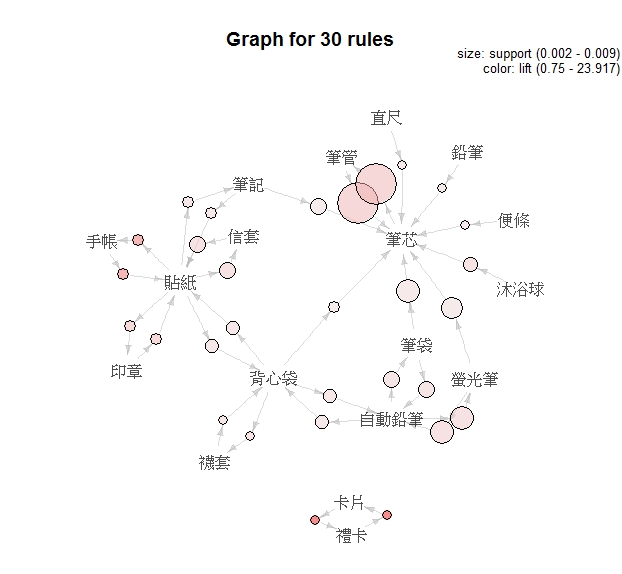 Graph for 30 rules
size: support (0.002 - 0.009)
color: lift (0.75 - 23.917)
直尺
筆管
鉛筆
筆記
便條
信套
手帳
筆芯
貼紙
沐浴球
筆袋
印章
背心袋
螢光筆
自動鉛筆
襪套
卡片
禮卡